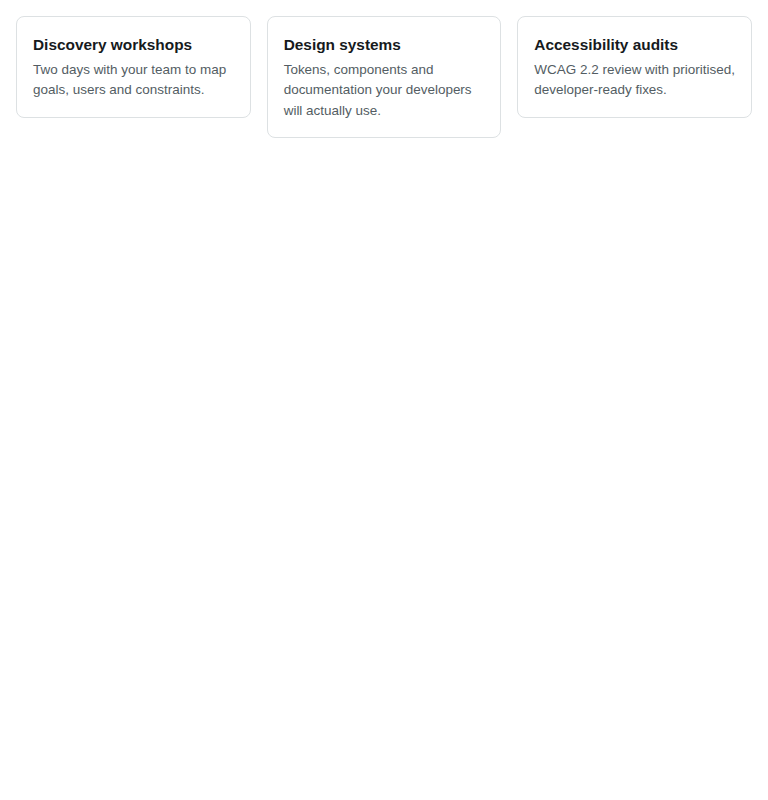 Discovery workshops
Two days with your team to map
goals, users and constraints.
Design systems
Tokens, components and
documentation your developers
will actually use.
Accessibility audits
WCAG 2.2 review with prioritised,
developer-ready fixes.